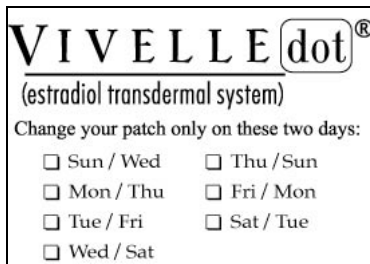 VIVELLE dot®
(estradiol transdermal system)
Change your patch only on these two days:
Sun / Wed Thu / Sun
Mon / Thu Fri / Mon
Tue / Fri Sat / Tue
Wed / Sat